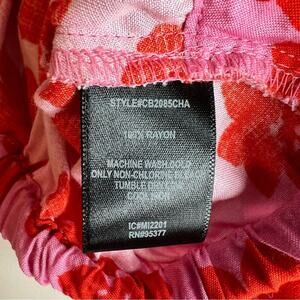 STYLE#CB2085CHA
100% RAYON
MACHINE WASH COLD
ONLY NON-CHLORINE BLEACH
TUMBLE DRY LOW
COOL IRON
IC#MI2201
RN#95377